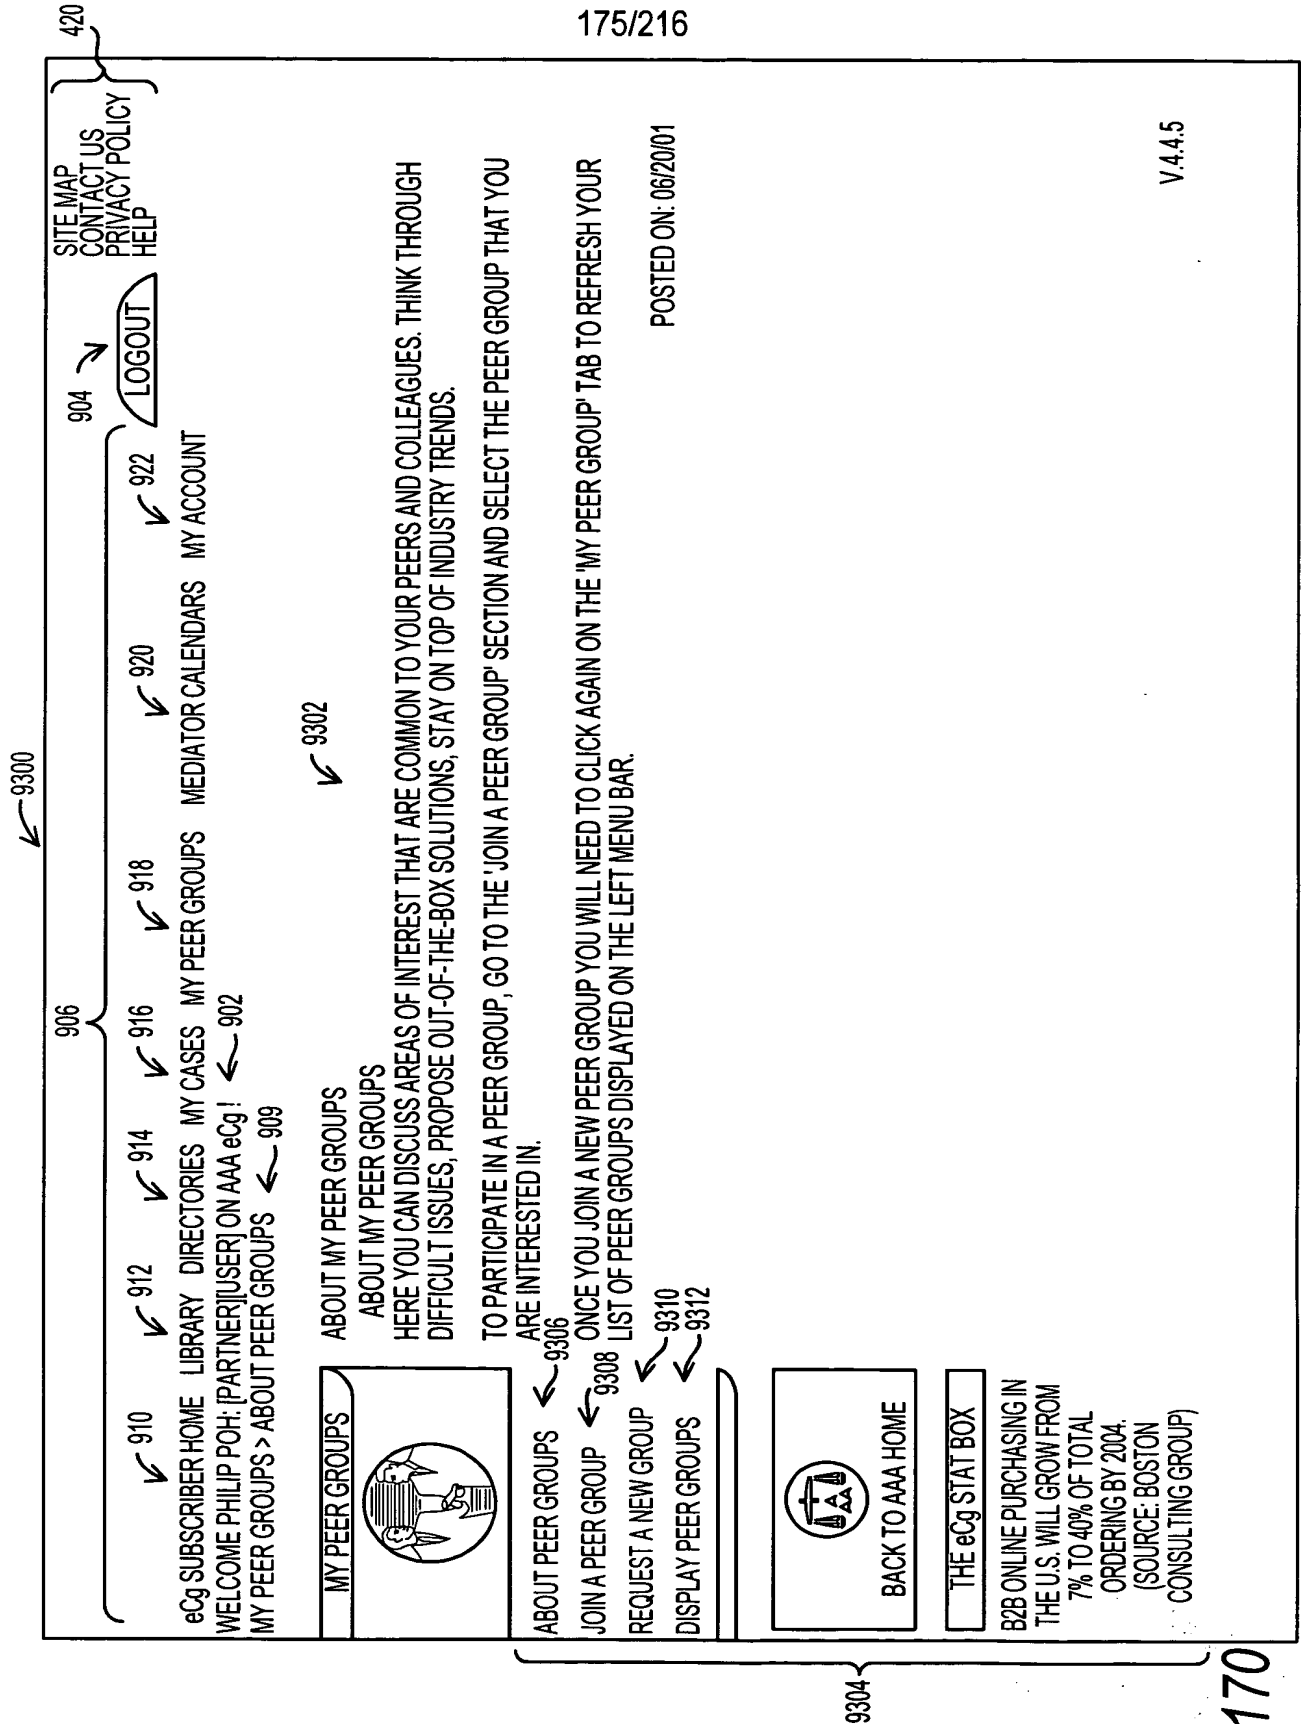 175/216
9300
420
906
904
SITE MAP
CONTACT US
PRIVACY POLICY
HELP
LOGOUT
910
912
914
916
918
920
922
eCg SUBSCRIBER HOME LIBRARY DIRECTORIES MY CASES MY PEER GROUPS MEDIATOR CALENDARS MY ACCOUNT
WELCOME PHILIP POH: [PARTNER][USER] ON AAA eCg !
902
MY PEER GROUPS > ABOUT PEER GROUPS
909
9302
MY PEER GROUPS
ABOUT MY PEER GROUPS
ABOUT MY PEER GROUPS
HERE YOU CAN DISCUSS AREAS OF INTEREST THAT ARE COMMON TO YOUR PEERS AND COLLEAGUES. THINK THROUGH
DIFFICULT ISSUES, PROPOSE OUT-OF-THE-BOX SOLUTIONS, STAY ON TOP OF INDUSTRY TRENDS.
TO PARTICIPATE IN A PEER GROUP, GO TO THE 'JOIN A PEER GROUP' SECTION AND SELECT THE PEER GROUP THAT YOU
ARE INTERESTED IN.
ONCE YOU JOIN A NEW PEER GROUP YOU WILL NEED TO CLICK AGAIN ON THE 'MY PEER GROUP' TAB TO REFRESH YOUR
LIST OF PEER GROUPS DISPLAYED ON THE LEFT MENU BAR.
POSTED ON: 06/20/01
ABOUT PEER GROUPS
9306
JOIN A PEER GROUP
9308
REQUEST A NEW GROUP
9310
DISPLAY PEER GROUPS
9312
AAA
BACK TO AAA HOME
THE eCg STAT BOX
B2B ONLINE PURCHASING IN
THE U.S. WILL GROW FROM
7% TO 40% OF TOTAL
ORDERING BY 2004.
(SOURCE: BOSTON
CONSULTING GROUP)
V.4.4.5
9304
170